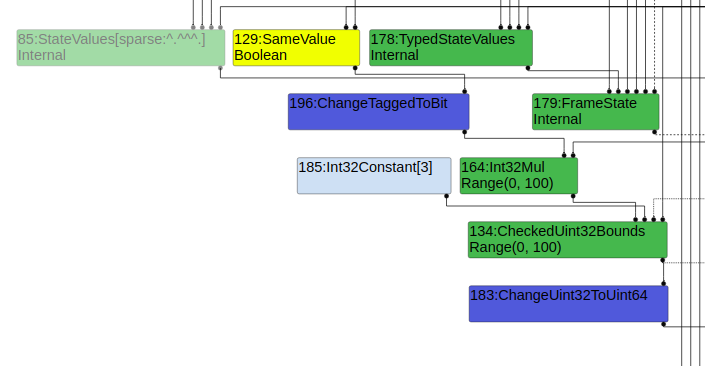 85:StateValues[sparse:^.^^^.]
Internal
129:SameValue
Boolean
178:TypedStateValues
Internal
196:ChangeTaggedToBit
179:FrameState
Internal
185:Int32Constant[3]
164:Int32Mul
Range(0, 100)
134:CheckedUint32Bounds
Range(0, 100)
183:ChangeUint32ToUint64